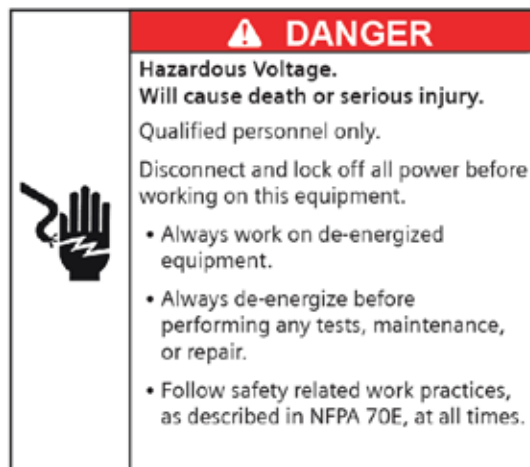 DANGER
Hazardous Voltage.
Will cause death or serious injury.
Qualified personnel only.
Disconnect and lock off all power before
working on this equipment.
• Always work on de-energized
equipment.
• Always de-energize before
performing any tests, maintenance,
or repair.
• Follow safety related work practices,
as described in NFPA 70E, at all times.